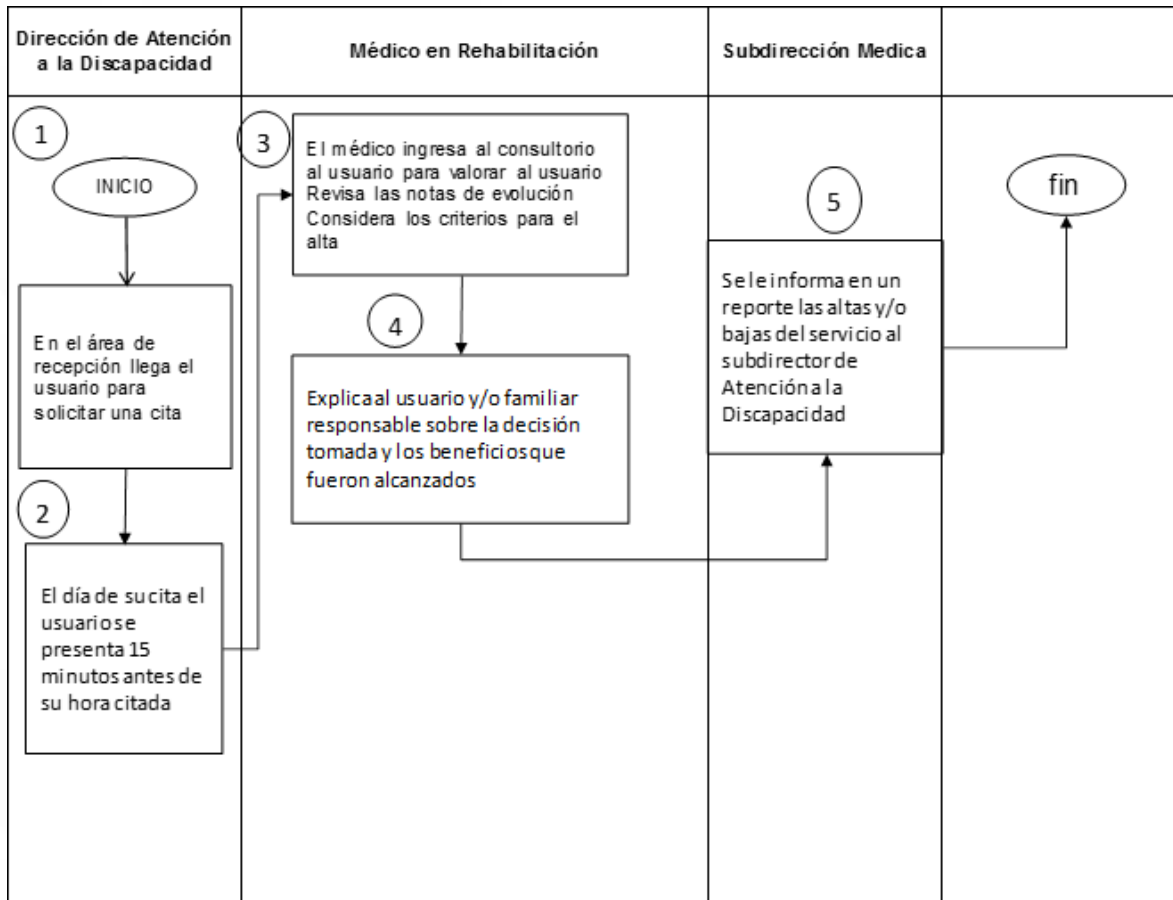 Dirección de Atención
a la Discapacidad
Médico en Rehabilitación
Subdirección Medica
1
INICIO
En el área de
recepción llega el
usuario para
solicitar una cita
2
El día de su cita el
usuario se
presenta 15
minutos antes de
su hora citada
3
El médico ingresa al consultorio
al usuario para valorar al usuario
Revisa las notas de evolución
Considera los criterios para el
alta
4
Explica al usuario y/o familiar
responsable sobre la decisión
tomada y los beneficios que
fueron alcanzados
5
Se le informa en un
reporte las altas y/o
bajas del servicio al
subdirector de
Atención a la
Discapacidad
fin